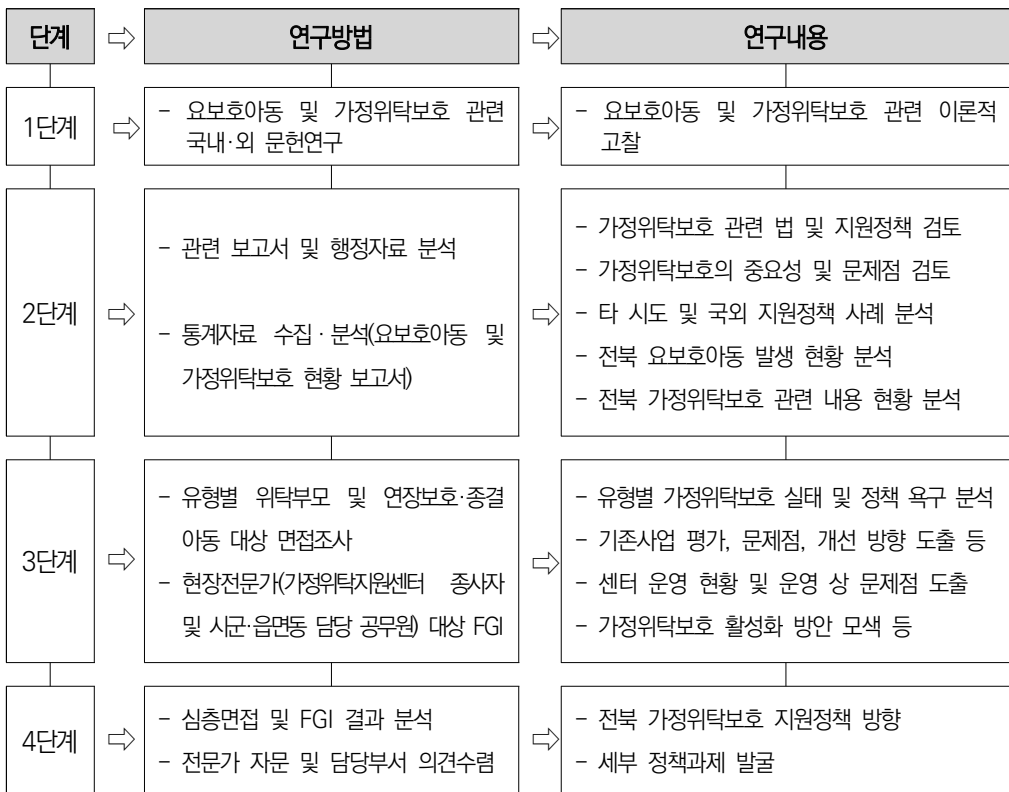 단계 ⇨ 연구방법 ⇨ 연구내용
1단계 ⇨
- 요보호아동 및 가정위탁보호 관련
국내·외 문헌연구
⇨
- 요보호아동 및 가정위탁보호 관련 이론적
고찰
2단계 ⇨
- 관련 보고서 및 행정자료 분석
- 통계자료 수집·분석(요보호아동 및
가정위탁보호 현황 보고서)
⇨
- 가정위탁보호 관련 법 및 지원정책 검토
- 가정위탁보호의 중요성 및 문제점 검토
- 타 시도 및 국외 지원정책 사례 분석
- 전북 요보호아동 발생 현황 분석
- 전북 가정위탁보호 관련 내용 현황 분석
3단계 ⇨
- 유형별 위탁부모 및 연장보호·종결
아동 대상 면접조사
- 현장전문가(가정위탁지원센터 종사자
및 시군·읍면동 담당 공무원) 대상 FGI
⇨
- 유형별 가정위탁보호 실태 및 정책 욕구 분석
- 기존사업 평가, 문제점, 개선 방향 도출 등
- 센터 운영 현황 및 운영 상 문제점 도출
- 가정위탁보호 활성화 방안 모색 등
4단계 ⇨
- 심층면접 및 FGI 결과 분석
- 전문가 자문 및 담당부서 의견수렴
⇨
- 전북 가정위탁보호 지원정책 방향
- 세부 정책과제 발굴